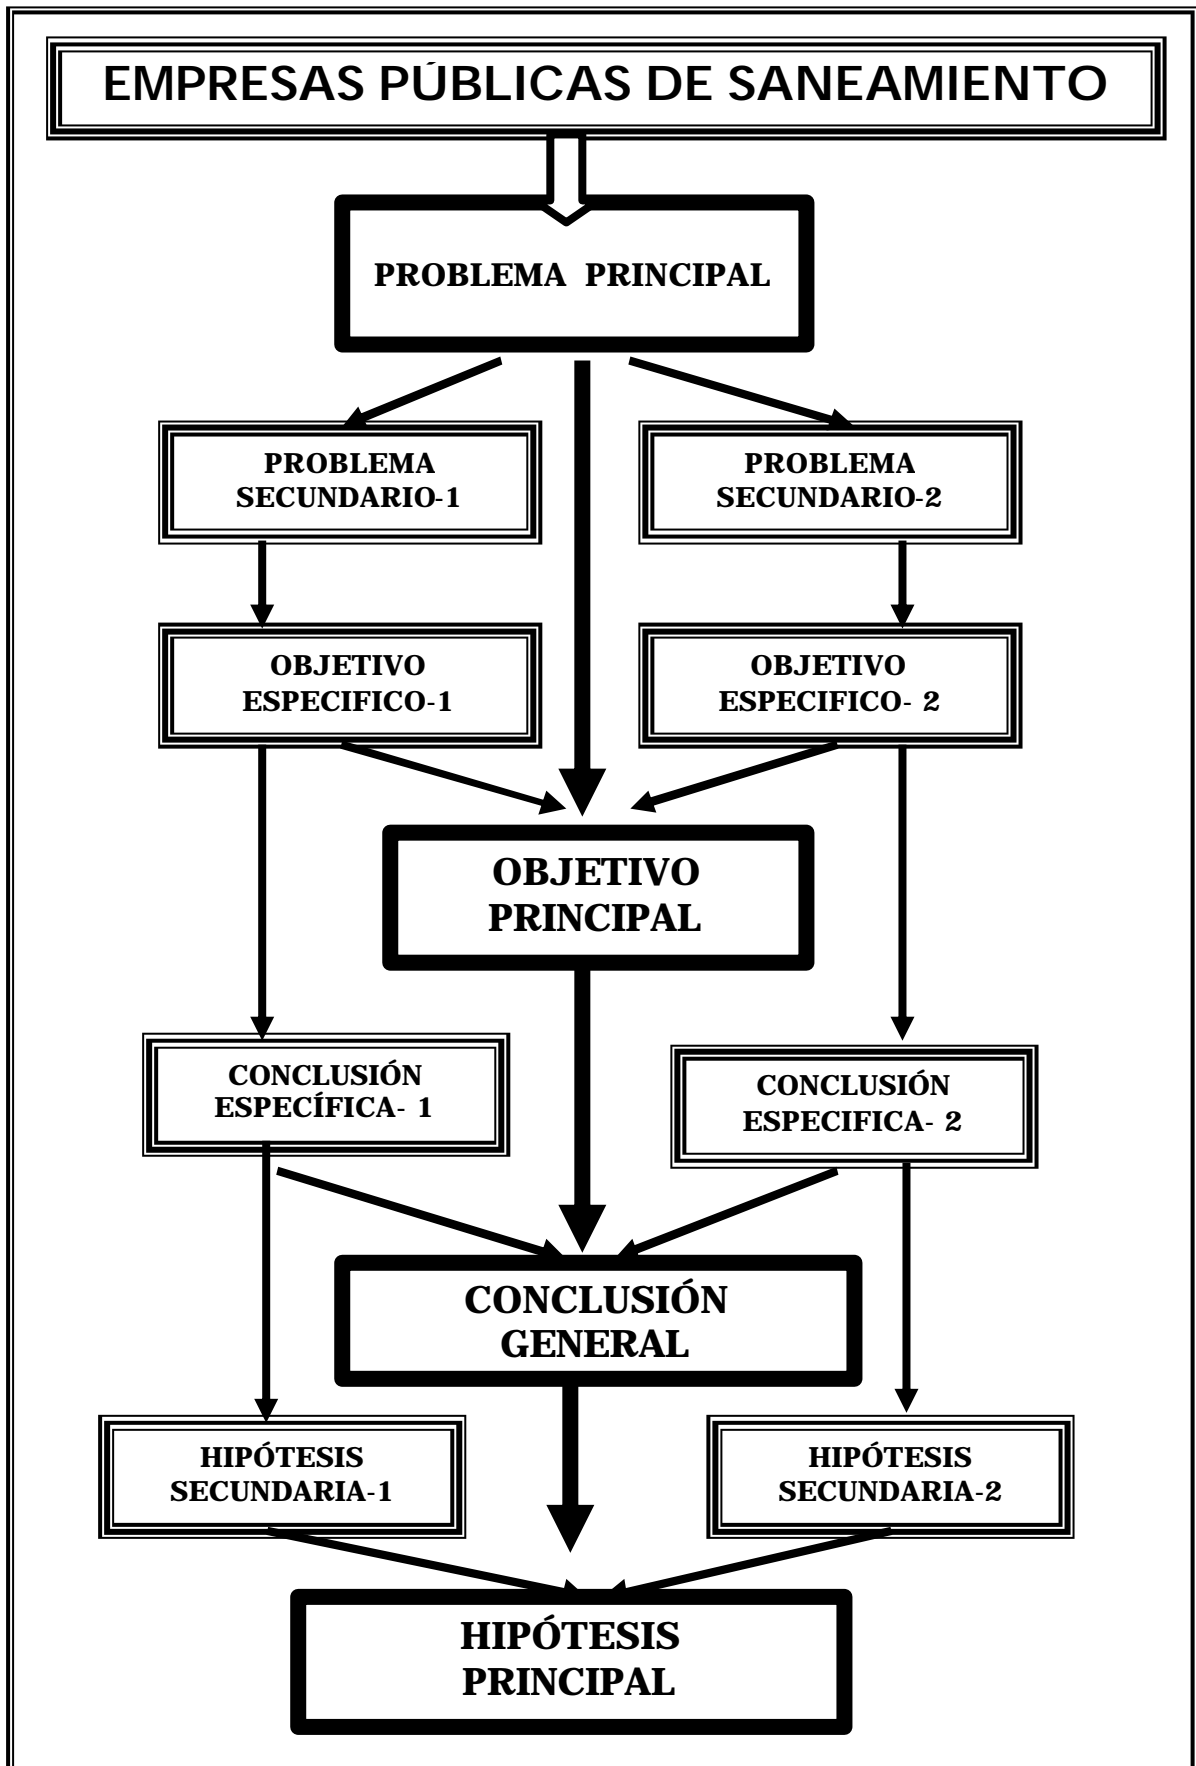 EMPRESAS PÚBLICAS DE SANEAMIENTO
PROBLEMA PRINCIPAL
PROBLEMA
SECUNDARIO-1
PROBLEMA
SECUNDARIO-2
OBJETIVO
ESPECIFICO-1
OBJETIVO
ESPECIFICO- 2
OBJETIVO
PRINCIPAL
CONCLUSIÓN
ESPECÍFICA- 1
CONCLUSIÓN
ESPECIFICA- 2
CONCLUSIÓN
GENERAL
HIPÓTESIS
SECUNDARIA-1
HIPÓTESIS
SECUNDARIA-2
HIPÓTESIS
PRINCIPAL